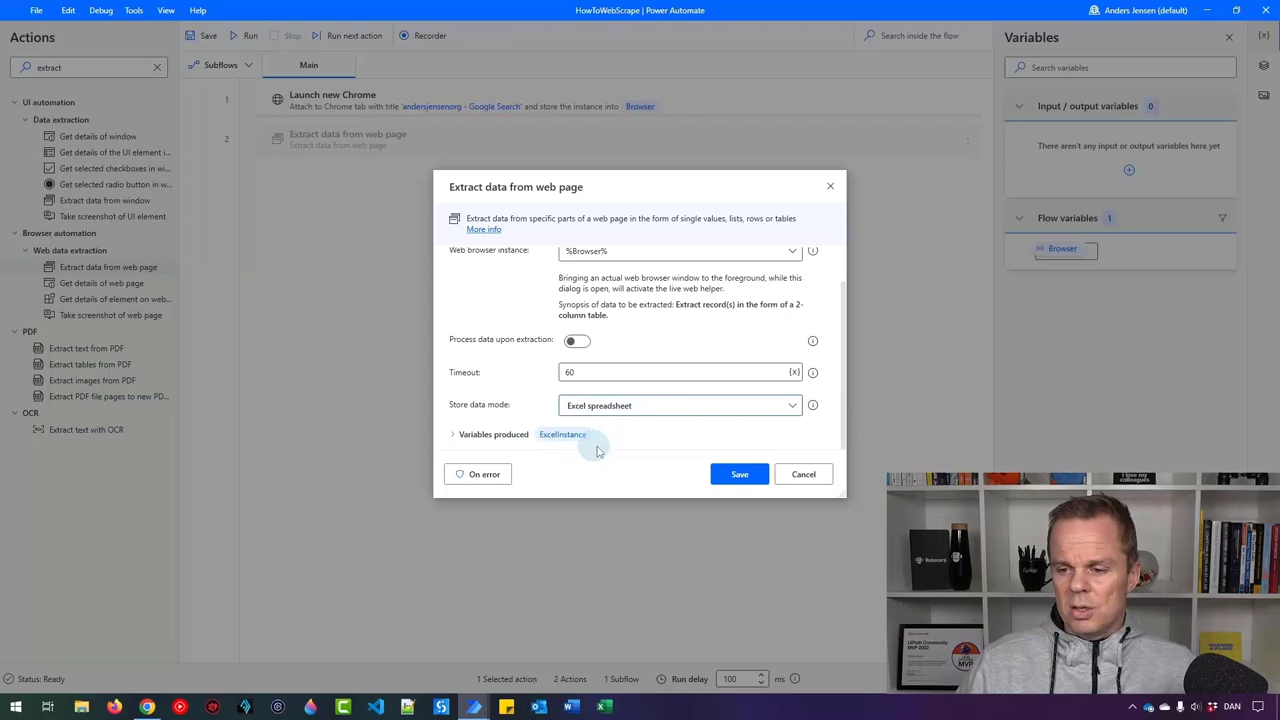 File Edit Debug Tools View Help
HowToWebScrape | Power Automate
Anders Jensen (default)
Actions
extract
UI automation
Data extraction
Get details of window
Get details of the UI element i...
Get selected checkboxes in wi...
Get selected radio button in w...
Extract data from window
Take screenshot of UI element
Browser automation
Web data extraction
Extract data from web page
Get details of web page
Get details of element on web...
Take screenshot of web page
PDF
Extract text from PDF
Extract tables from PDF
Extract images from PDF
Extract PDF file pages to new PD...
OCR
Extract text with OCR
Save Run Stop Run next action Recorder
Search inside the flow
Subflows Main
1 Launch new Chrome
Attach to Chrome tab with title 'andersjensenorg - Google Search' and store the instance into Browser
2 Extract data from web page
Extract data from web page
Extract data from web page
Extract data from specific parts of a web page in the form of single values, lists, rows or tables
More info
Web browser instance: %Browser%
Bringing an actual web browser window to the foreground, while this
dialog is open, will activate the live web helper.
Synopsis of data to be extracted: Extract record(s) in the form of a 2-
column table.
Process data upon extraction:
Timeout: 60 {x}
Store data mode: Excel spreadsheet
Variables produced ExcelInstance
On error Save Cancel
Variables
{x}
Search variables
Input / output variables 0
There aren't any input or output variables here yet
Flow variables 1
Browser
Status: Ready 1 Selected action 2 Actions 1 Subflow Run delay 100 ms
DAN
I love my
colleagues
Robocorp
UiPath Community
MVP 2022
MVP